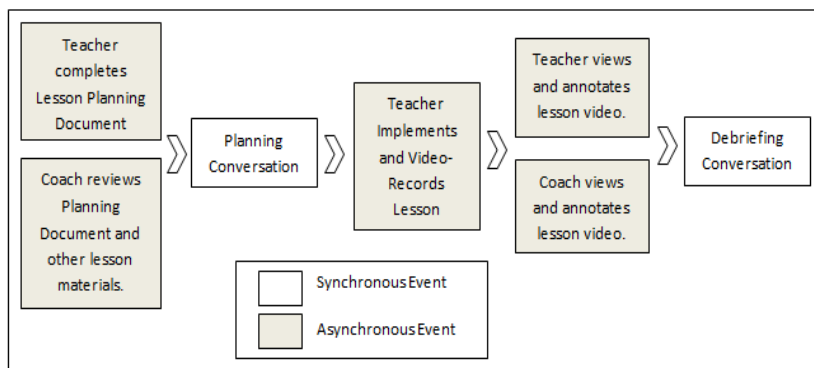 Teacher
completes
Lesson Planning
Document
Coach reviews
Planning
Document and
other lesson
materials.
Planning
Conversation
Teacher
Implements
and Video-
Records
Lesson
Teacher views
and annotates
lesson video.
Coach views
and annotates
lesson video.
Debriefing
Conversation
Synchronous Event
Asynchronous Event